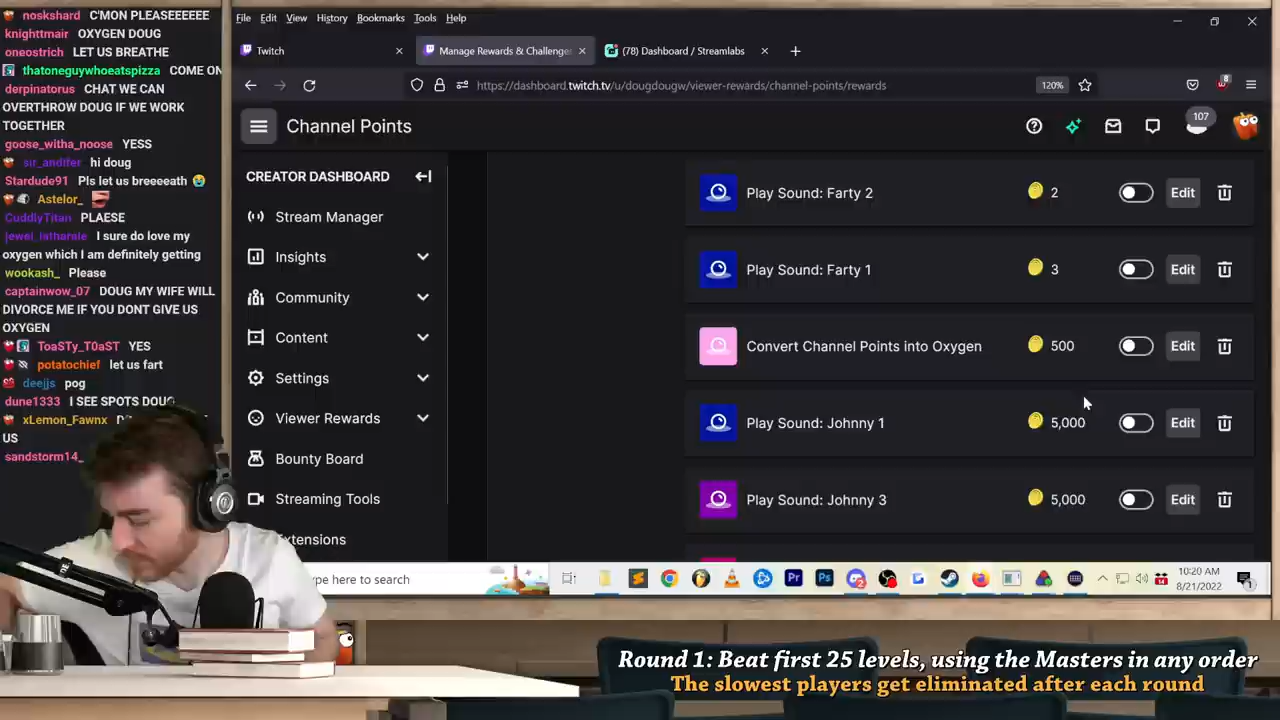 noskshard C'MON PLEASEEEEEE
knighttmair OXYGEN DOUG
oneostrich LET US BREATHE
thatoneguywhoeatspizza COME ON
derpinatorus CHAT WE CAN
OVERTHROW DOUG IF WE WORK
TOGETHER
goose_witha_noose YESS
sir_andifer hi doug
Stardude91 Pls let us breeeeath
Astelor_
CuddlyTitan PLAESE
I sure do love my
oxygen which I am definitely getting
wookash_ Please
captainwow_07 DOUG MY WIFE WILL
DIVORCE ME IF YOU DONT GIVE US
OXYGEN
ToaSTy_T0aST YES
potatochief let us fart
deejjs pog
dune1333 I SEE SPOTS DOUG
xLemon_Fawnx
US
sandstorm14_
File Edit View History Bookmarks Tools Help
Twitch
Manage Rewards & Challenge
(78) Dashboard / Streamlabs
https://dashboard.twitch.tv/u/dougdougw/viewer-rewards/channel-points/rewards
120%
8
Channel Points
107
CREATOR DASHBOARD
Stream Manager
Insights
Community
Content
Settings
Viewer Rewards
Bounty Board
Streaming Tools
Extensions
Play Sound: Farty 2 2 Edit
Play Sound: Farty 1 3 Edit
Convert Channel Points into Oxygen 500 Edit
Play Sound: Johnny 1 5,000 Edit
Play Sound: Johnny 3 5,000 Edit
ype here to search
10:20 AM
8/21/2022
Round 1: Beat first 25 levels, using the Masters in any order
The slowest players get eliminated after each round